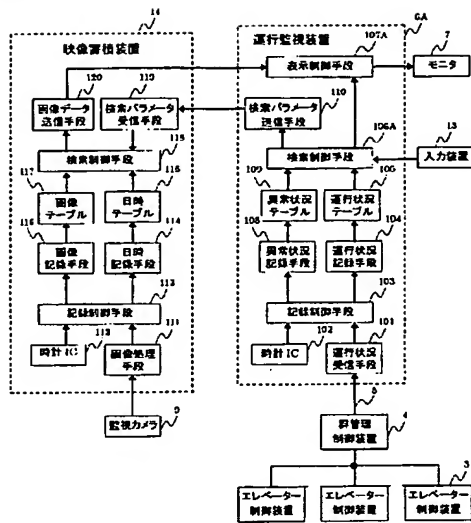 14
映像蓄積装置
120
119
画像データ
送信手段
検索パラメータ
受信手段
118
検索制御手段
117
画像
テーブル
115
日時
テーブル
116
画像
記録手段
114
日時
記録手段
113
記録制御手段
時計IC
112
111
画像処理
手段
9
監視カメラ
6A
運行監視装置
107A
表示制御手段
7
モニタ
110
検索パラメータ
送信手段
106A
検索制御手段
13
入力装置
109
異常状況
テーブル
105
運行状況
テーブル
108
異常状況
記録手段
104
運行状況
記録手段
103
記録制御手段
時計IC
102
101
運行状況
受信手段
5
4
群管理
制御装置
3
エレベーター
制御装置
エレベーター
制御装置
エレベーター
制御装置